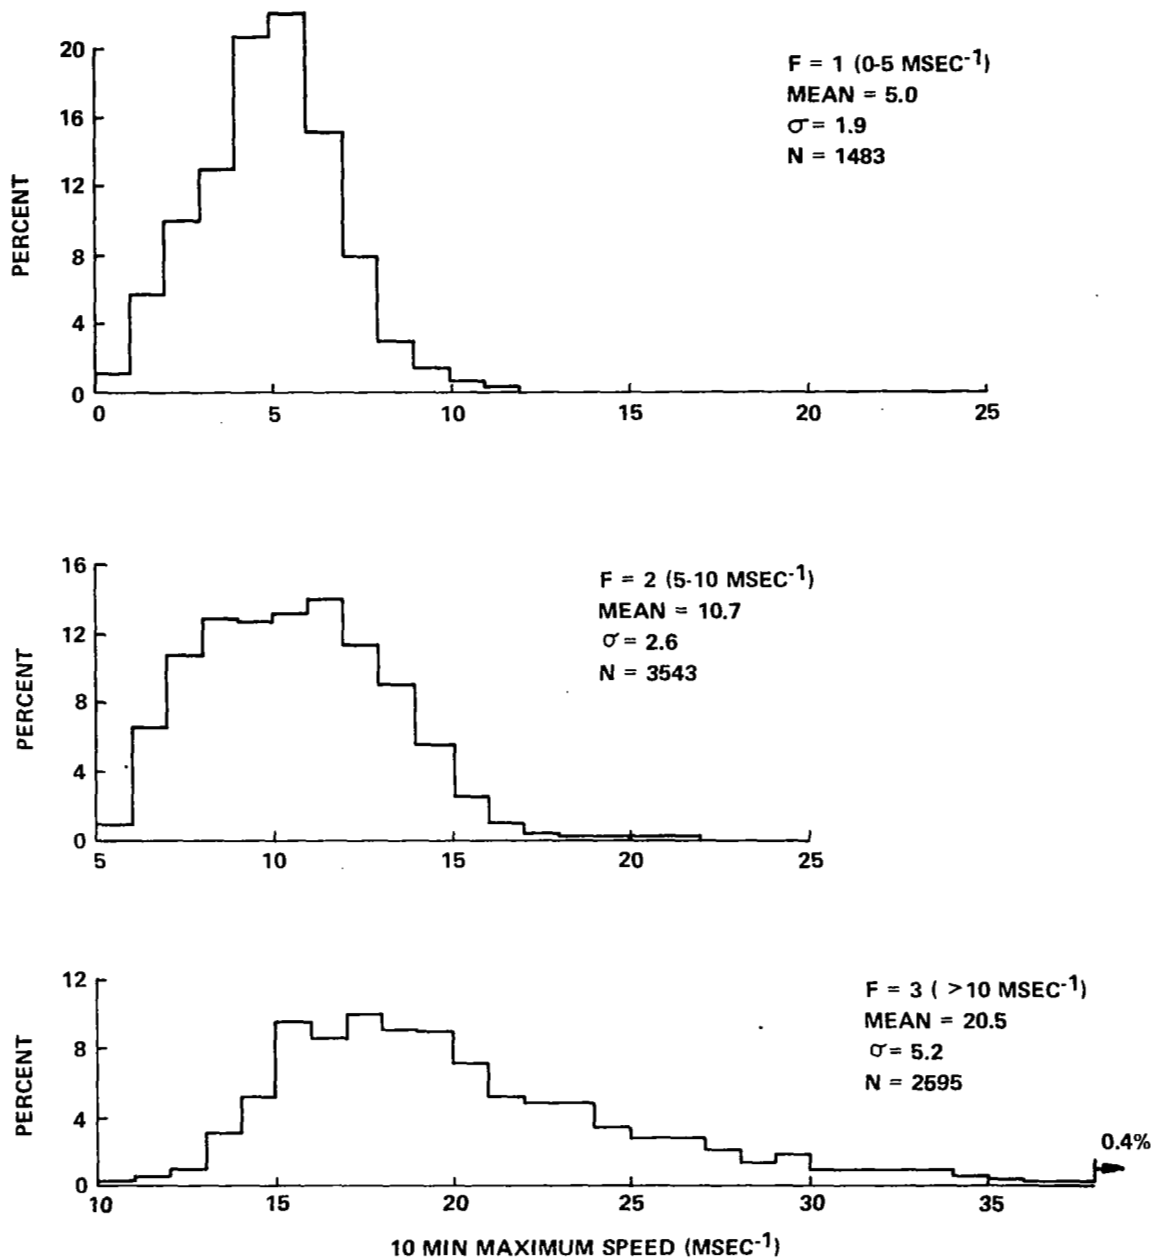 20
16
12
8
4
0
PERCENT
0 5 10 15 20 25
F = 1 (0-5 MSEC⁻¹)
MEAN = 5.0
σ = 1.9
N = 1483
16
12
8
4
0
PERCENT
5 10 15 20 25
F = 2 (5-10 MSEC⁻¹)
MEAN = 10.7
σ = 2.6
N = 3543
12
8
4
0
PERCENT
10 15 20 25 30 35
F = 3 ( >10 MSEC⁻¹)
MEAN = 20.5
σ = 5.2
N = 2595
0.4%
10 MIN MAXIMUM SPEED (MSEC⁻¹)